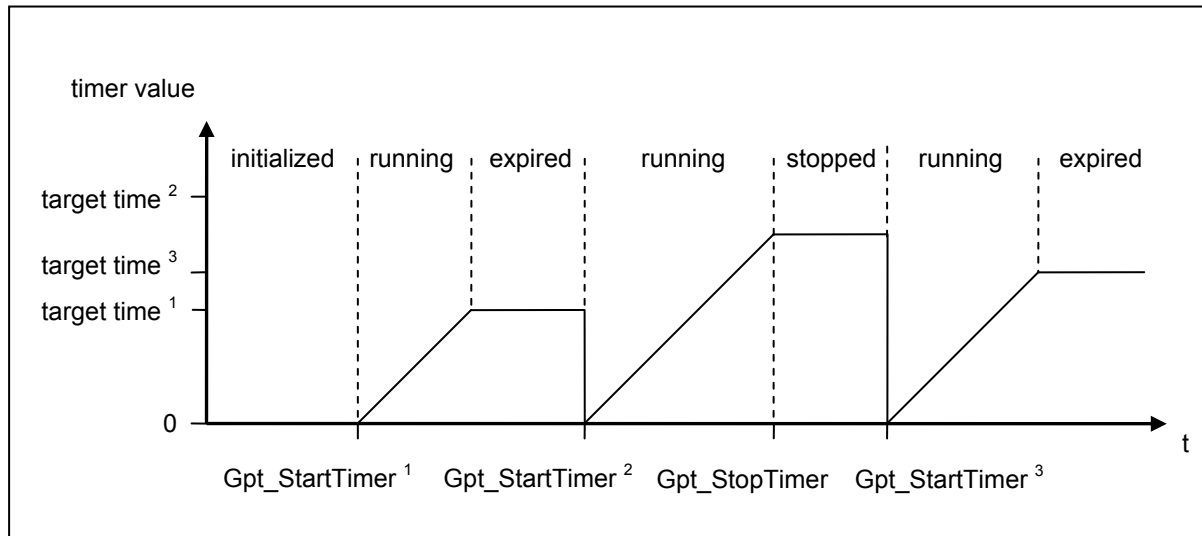 timer value
initialized running expired running stopped running expired
target time ²
target time ³
target time ¹
0
t
Gpt_StartTimer ¹ Gpt_StartTimer ² Gpt_StopTimer Gpt_StartTimer ³